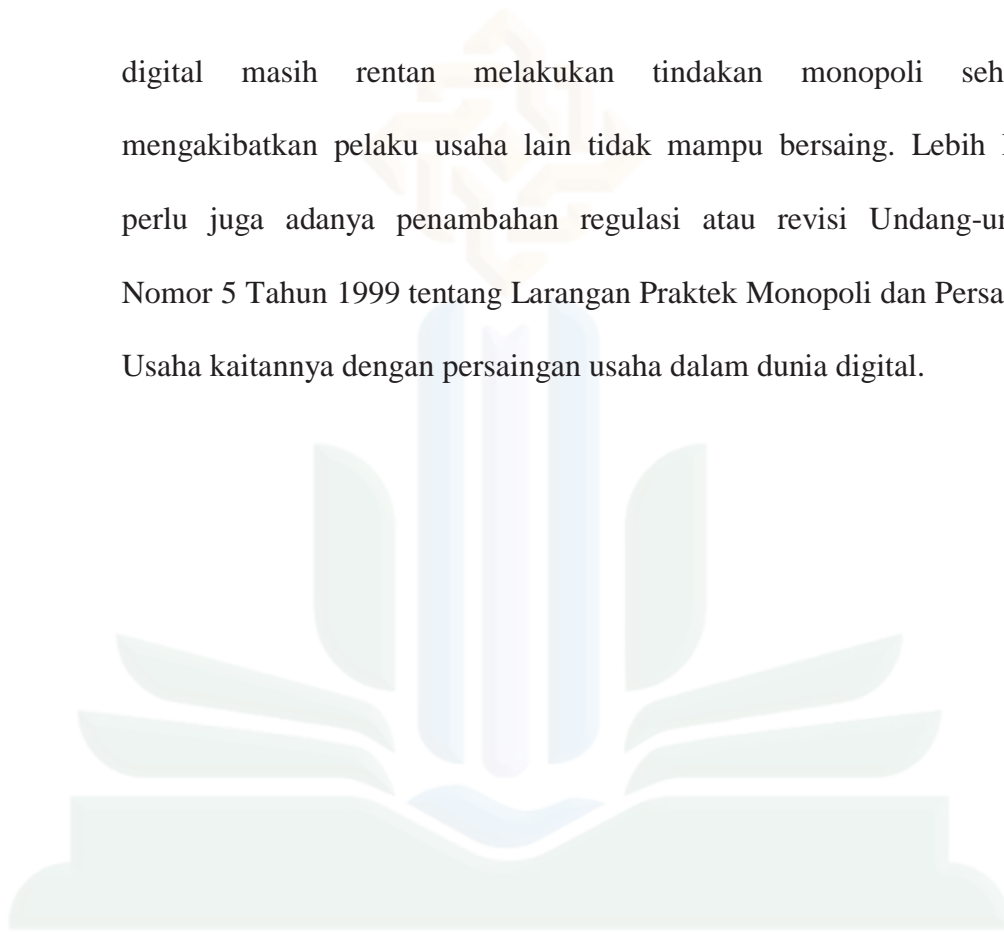 digital masih rentan melakukan tindakan monopoli seh
mengakibatkan pelaku usaha lain tidak mampu bersaing. Lebih
perlu juga adanya penambahan regulasi atau revisi Undang-un
Nomor 5 Tahun 1999 tentang Larangan Praktek Monopoli dan Persa
Usaha kaitannya dengan persaingan usaha dalam dunia digital.